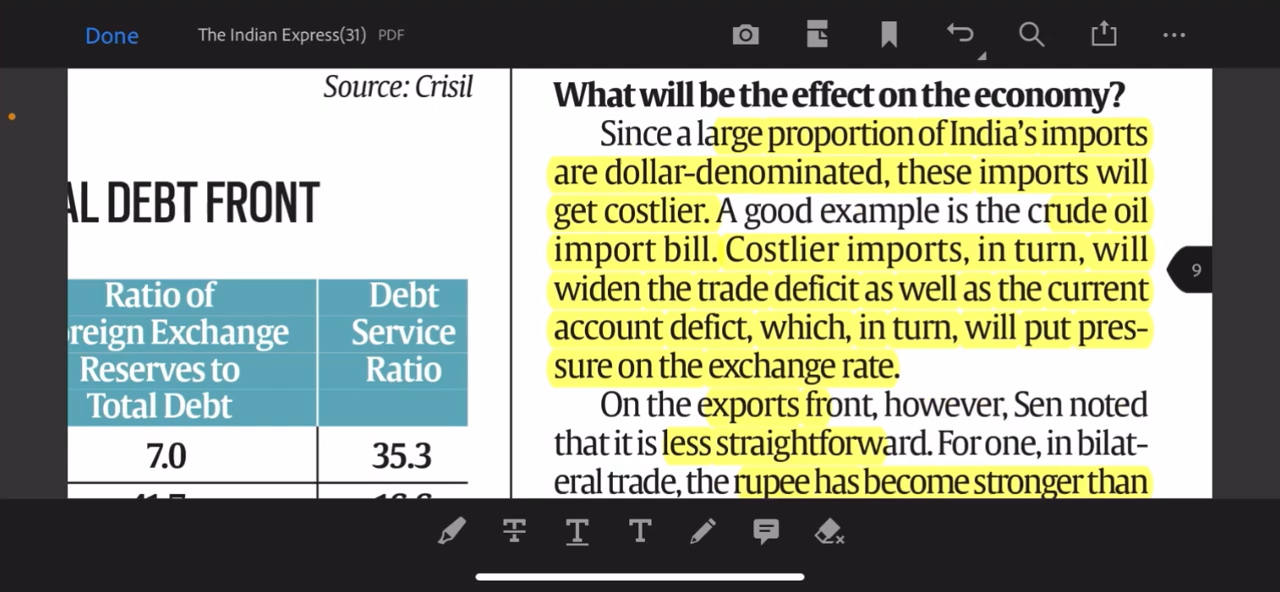 Done
The Indian Express(31) PDF
Source: Crisil
AL DEBT FRONT
Ratio of
reign Exchange
Reserves to
Total Debt
Debt
Service
Ratio
7.0
35.3
What will be the effect on the economy?
Since a large proportion of India's imports
are dollar-denominated, these imports will
get costlier. A good example is the crude oil
import bill. Costlier imports, in turn, will
widen the trade deficit as well as the current
account defict, which, in turn, will put pres-
sure on the exchange rate.
On the exports front, however, Sen noted
that it is less straightforward. For one, in bilat-
eral trade, the rupee has become stronger than
9